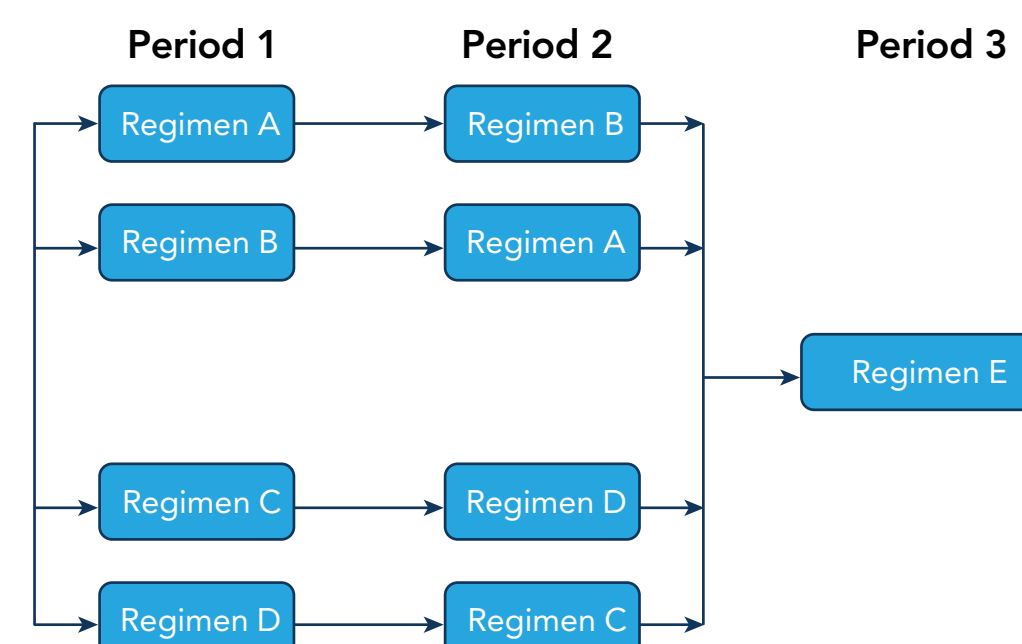 Period 1 Period 2 Period 3
Regimen A Regimen B
Regimen B Regimen A
Regimen E
Regimen C Regimen D
Regimen D Regimen C